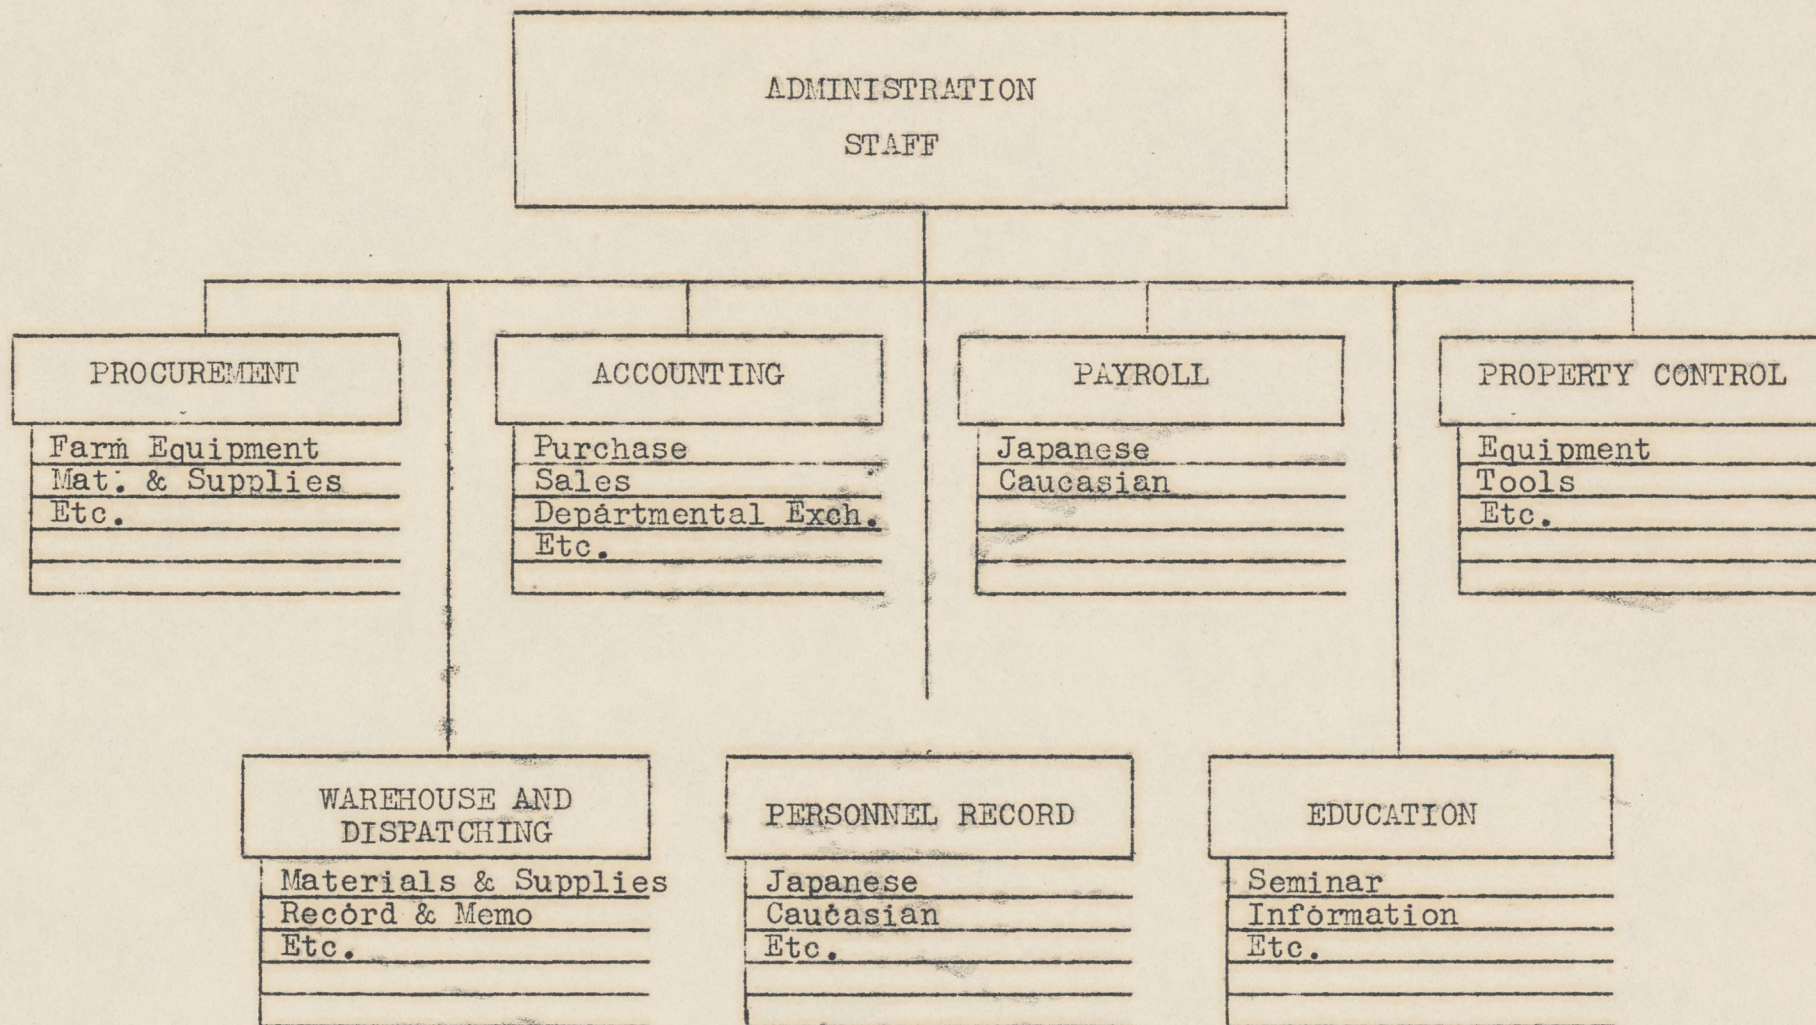 ADMINISTRATION
STAFF
PROCUREMENT
Farm Equipment
Mat. & Supplies
Etc.
ACCOUNTING
Purchase
Sales
Departmental Exch.
Etc.
PAYROLL
Japanese
Caucasian
PROPERTY CONTROL
Equipment
Tools
Etc.
WAREHOUSE AND
DISPATCHING
Materials & Supplies
Record & Memo
Etc.
PERSONNEL RECORD
Japanese
Caucasian
Etc.
EDUCATION
Seminar
Information
Etc.